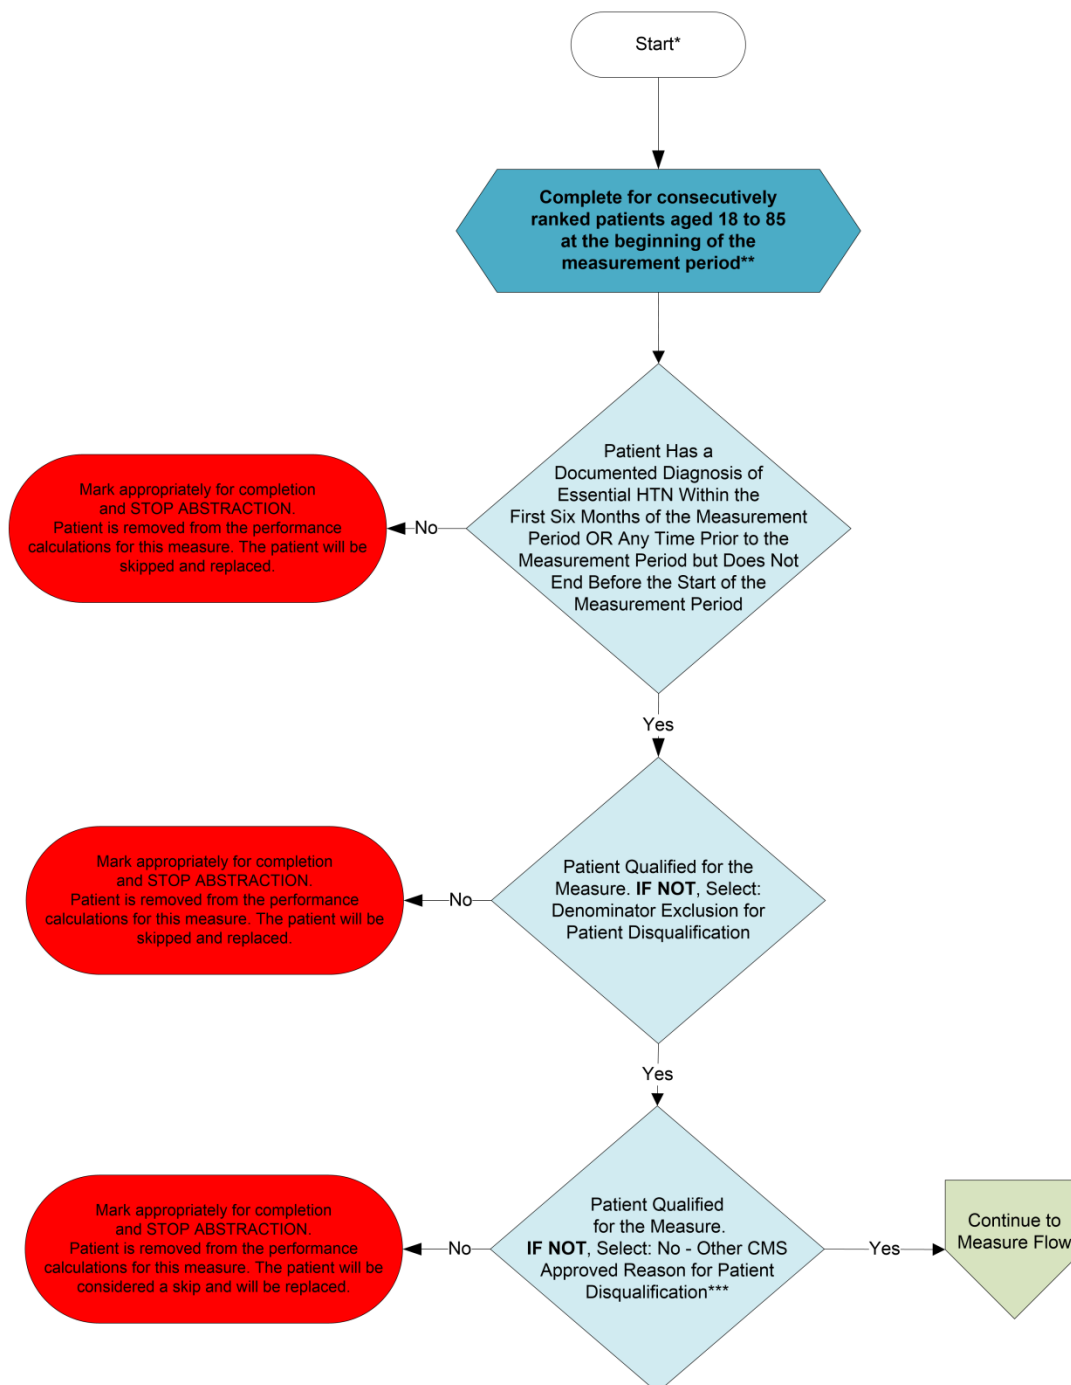 Start*
Complete for consecutively
ranked patients aged 18 to 85
at the beginning of the
measurement period**
Patient Has a
Documented Diagnosis of
Essential HTN Within the
First Six Months of the Measurement
Period OR Any Time Prior to the
Measurement Period but Does Not
End Before the Start of the
Measurement Period
No
Mark appropriately for completion
and STOP ABSTRACTION.
Patient is removed from the performance
calculations for this measure. The patient will be
skipped and replaced.
Yes
Patient Qualified for the
Measure. IF NOT, Select:
Denominator Exclusion for
Patient Disqualification
No
Mark appropriately for completion
and STOP ABSTRACTION.
Patient is removed from the performance
calculations for this measure. The patient will be
skipped and replaced.
Yes
Patient Qualified
for the Measure.
IF NOT, Select: No - Other CMS
Approved Reason for Patient
Disqualification***
No
Mark appropriately for completion
and STOP ABSTRACTION.
Patient is removed from the performance
calculations for this measure. The patient will be
considered a skip and will be replaced.
Yes
Continue to
Measure Flow